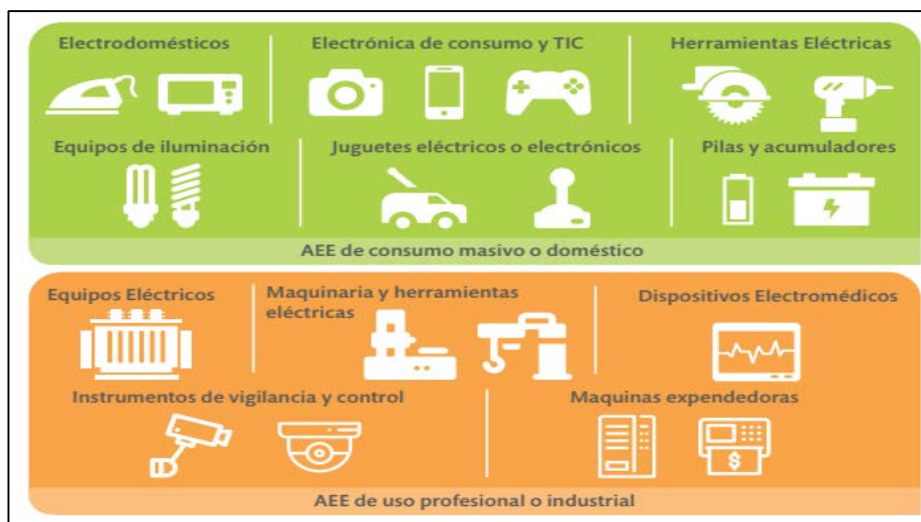 Electrodomésticos
Electrónica de consumo y TIC
Herramientas Eléctricas
Equipos de iluminación
Juguetes eléctricos o electrónicos
Pilas y acumuladores
AEE de consumo masivo o doméstico
Equipos Eléctricos
Maquinaria y herramientas
eléctricas
Dispositivos Electromédicos
Instrumentos de vigilancia y control
Maquinas expendedoras
$
AEE de uso profesional o industrial